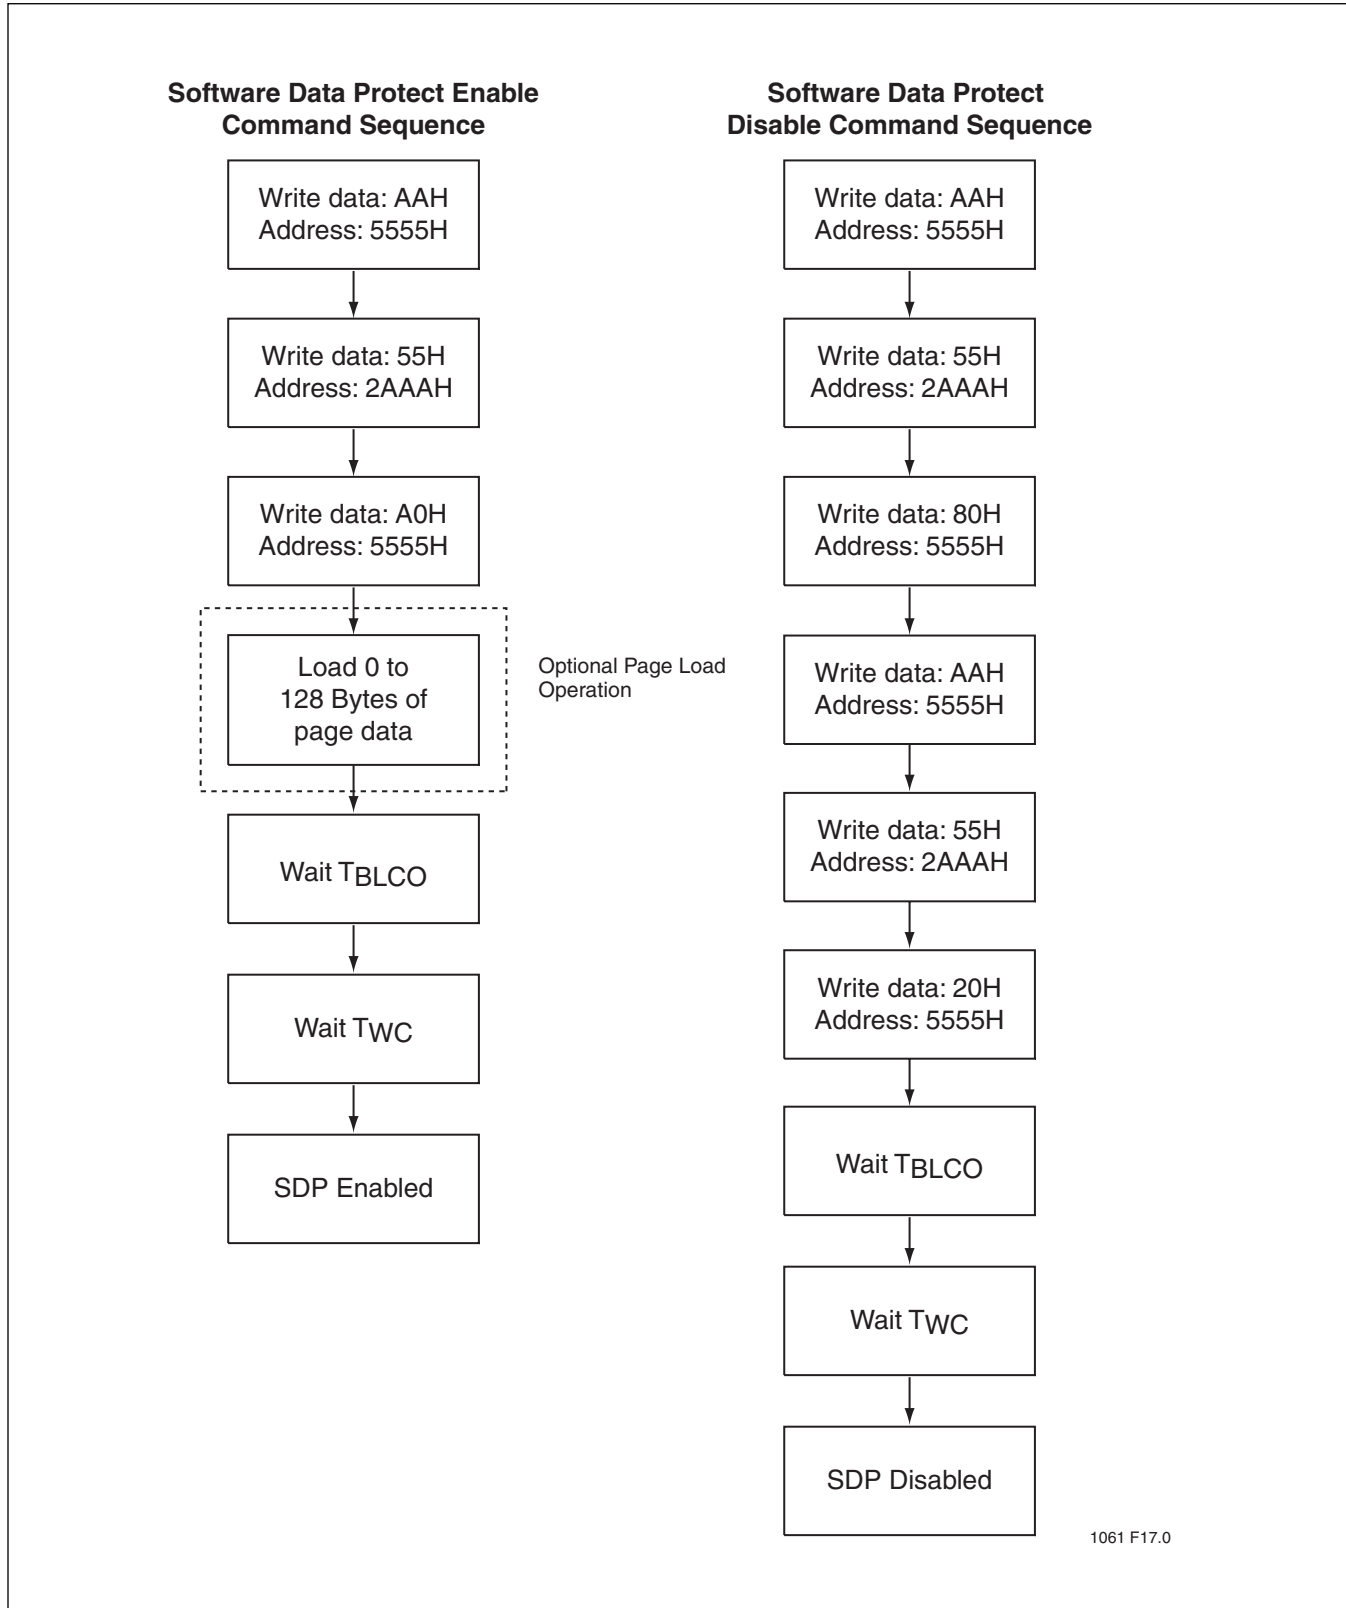 Software Data Protect Enable
Command Sequence
Write data: AAH
Address: 5555H
Write data: 55H
Address: 2AAAH
Write data: A0H
Address: 5555H
Load 0 to
128 Bytes of
page data
Optional Page Load
Operation
Wait TBLCO
Wait TWC
SDP Enabled
Software Data Protect
Disable Command Sequence
Write data: AAH
Address: 5555H
Write data: 55H
Address: 2AAAH
Write data: 80H
Address: 5555H
Write data: AAH
Address: 5555H
Write data: 55H
Address: 2AAAH
Write data: 20H
Address: 5555H
Wait TBLCO
Wait TWC
SDP Disabled
1061 F17.0